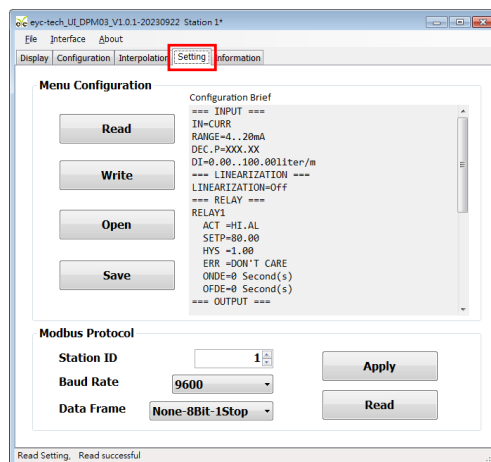 eyc-tech_UI_DPM03_V1.0.1-20230922 Station 1*
File Interface About
Display Configuration Interpolation Setting Information
Menu Configuration
Configuration Brief
Read
Write
Open
Save
=== INPUT ===
IN=CURR
RANGE=4..20mA
DEC.P=XXX.XX
DI=0.00..100.00liter/m
=== LINEARIZATION ===
LINEARIZATION=Off
=== RELAY ===
RELAY1
ACT =HI.AL
SETP=80.00
HYS =1.00
ERR =DON'T CARE
ONDE=0 Second(s)
OFDE=0 Second(s)
=== OUTPUT ===
Modbus Protocol
Station ID 1
Baud Rate 9600
Data Frame None-8Bit-1Stop
Apply
Read
Read Setting, Read successful